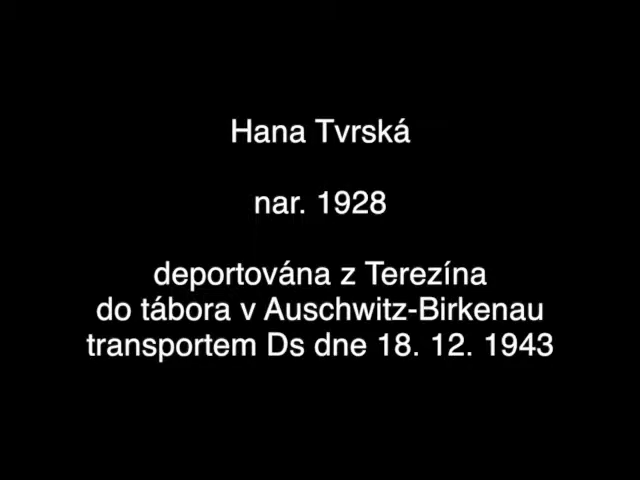 Hana Tvrská
nar. 1928
deportována z Terezína
do tábora v Auschwitz-Birkenau
transportem Ds dne 18. 12. 1943